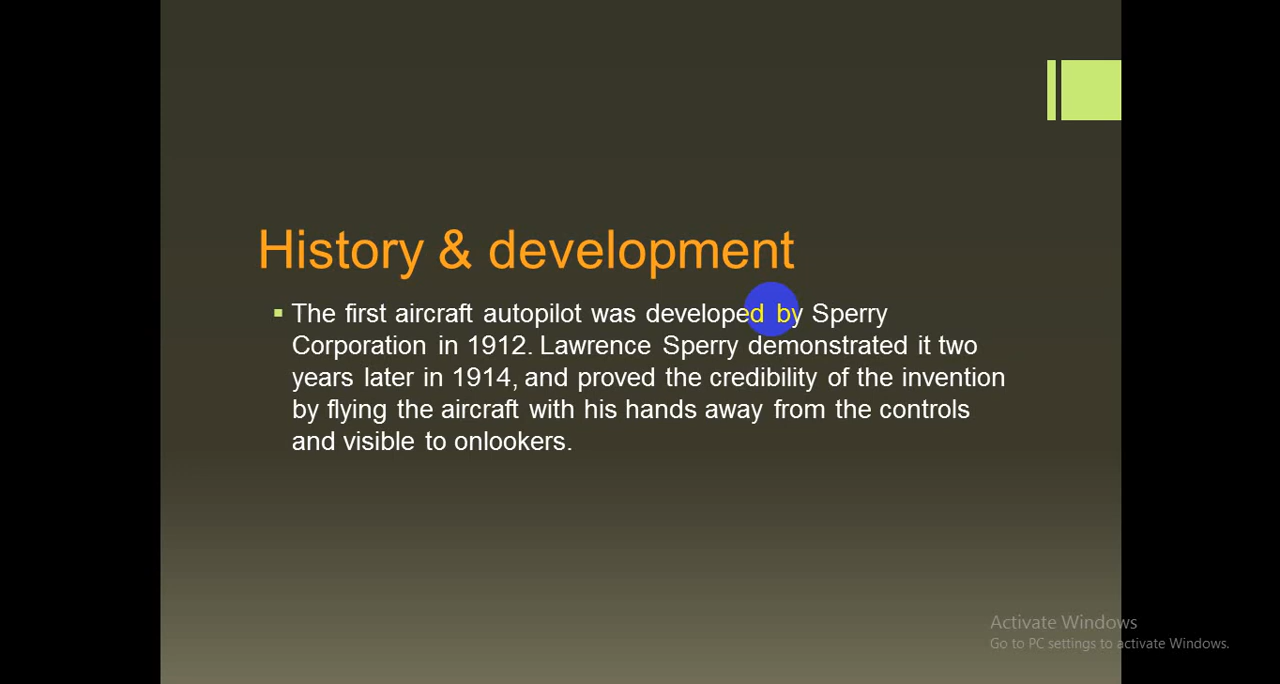 History & development
The first aircraft autopilot was developed by Sperry
Corporation in 1912. Lawrence Sperry demonstrated it two
years later in 1914, and proved the credibility of the invention
by flying the aircraft with his hands away from the controls
and visible to onlookers.
Activate Windows
Go to PC settings to activate Windows.